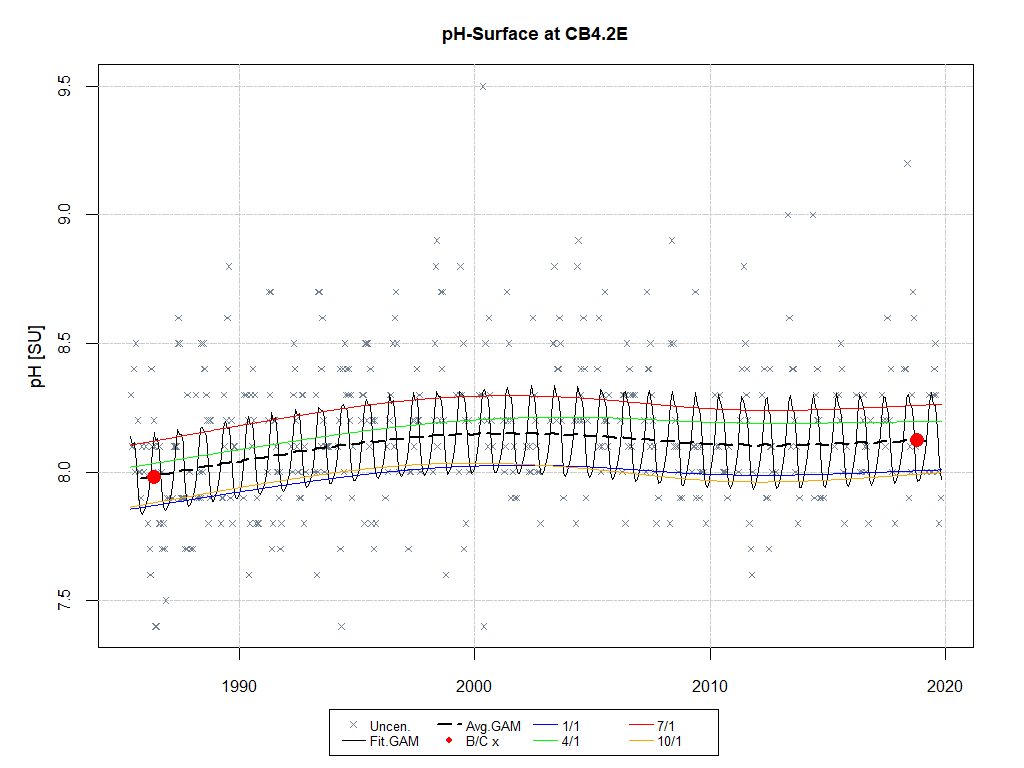 pH-Surface at CB4.2E
pH [SU]
9.5
9.0
8.5
8.0
7.5
1990
2000
2010
2020
Uncen.
Avg.GAM
1/1
7/1
Fit.GAM
B/C x
4/1
10/1